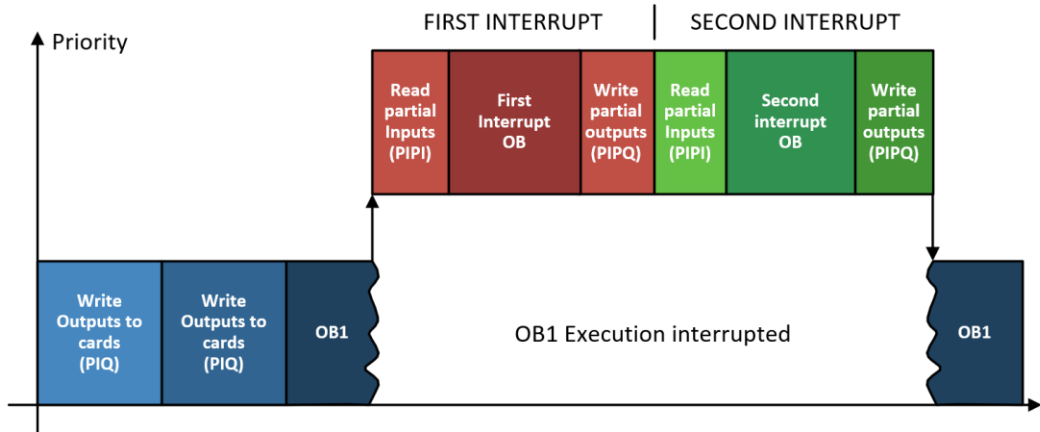 FIRST INTERRUPT
SECOND INTERRUPT
Priority
Read
partial
Inputs
(PIPI)
First
Interrupt
OB
Write
partial
outputs
(PIPQ)
Read
partial
Inputs
(PIPI)
Second
interrupt
OB
Write
partial
outputs
(PIPQ)
Write
Outputs to
cards
(PIQ)
Write
Outputs to
cards
(PIQ)
OB1
OB1 Execution interrupted
OB1